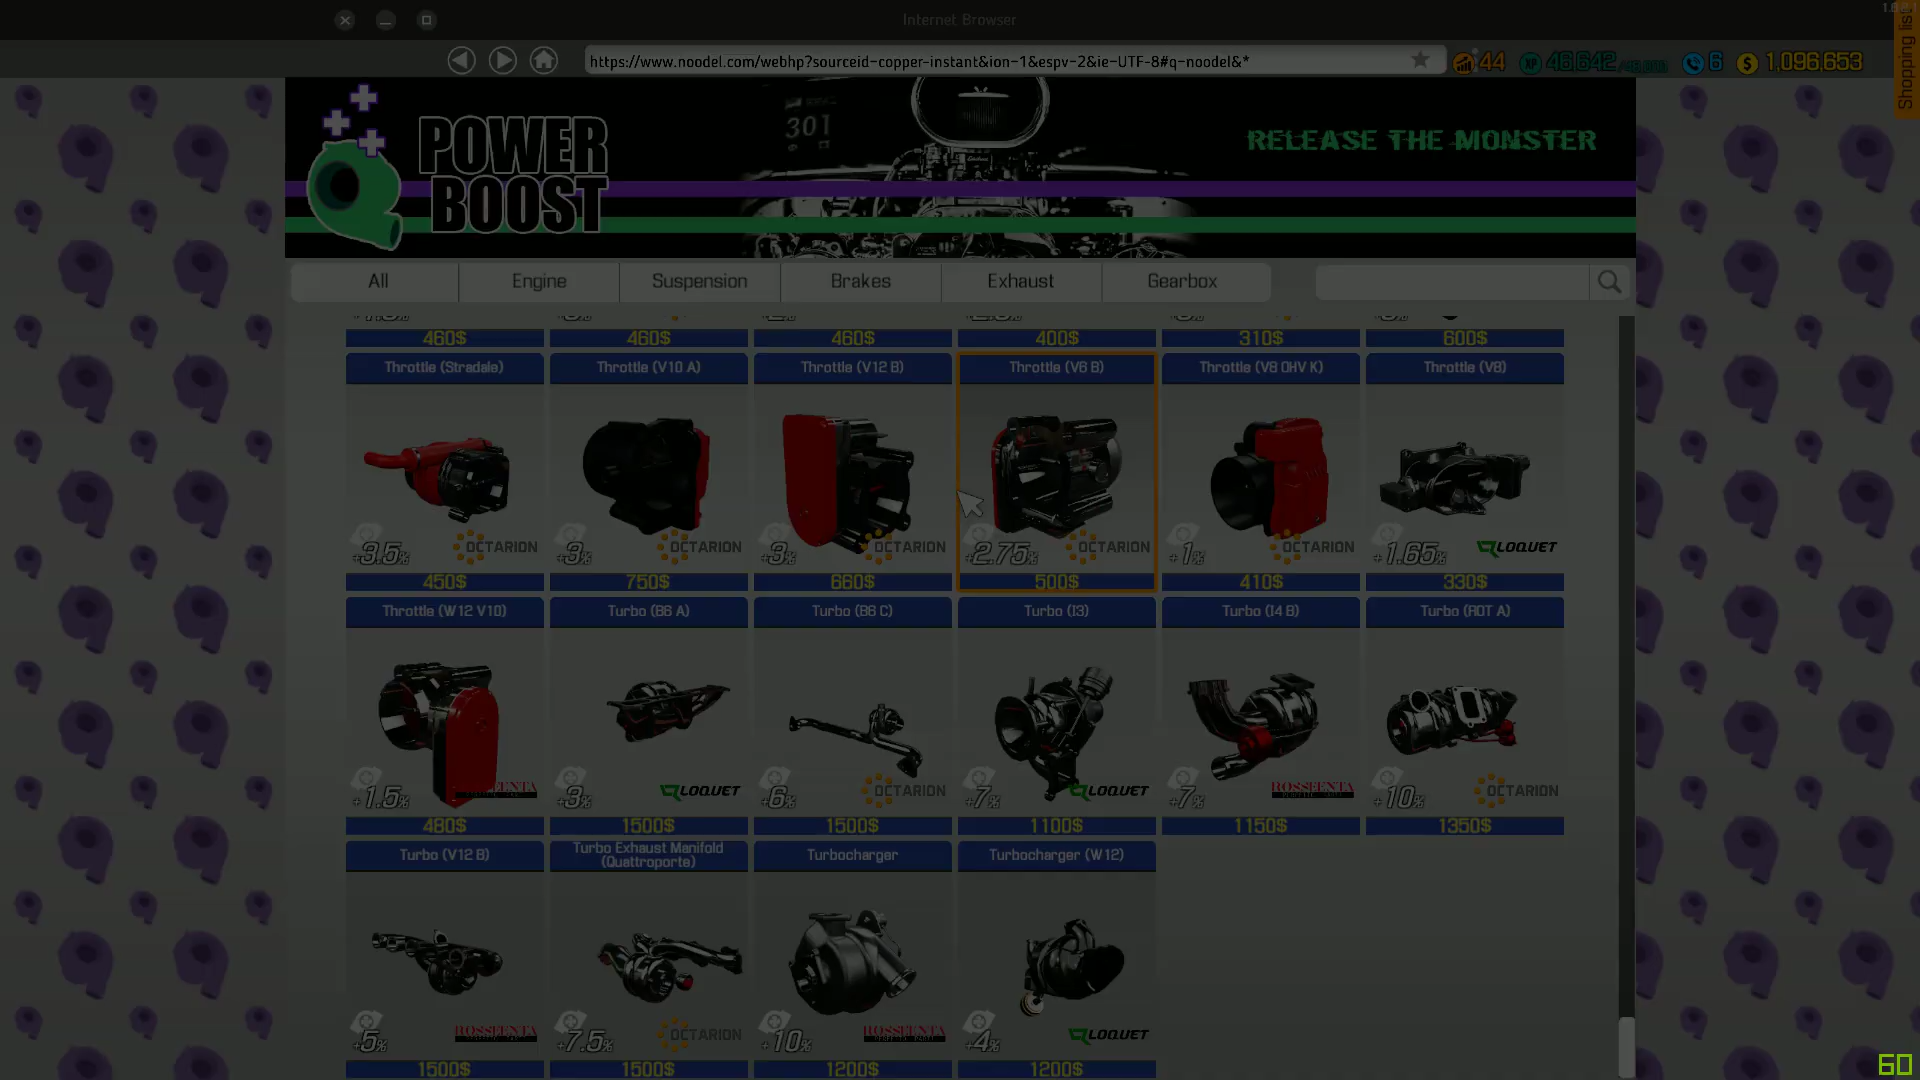 Internet Browser
https://www.noodel.com/webhp?sourceid-copper-instant&ion-1&espv-2&ie-UTF-8#q-noodel&*
44
46,642
6
$ 1,096,653
Shopping list
POWER
BOOST
301
RELEASE THE MONSTER
All Engine Suspension Brakes Exhaust Gearbox
460$ 460$ 460$ 400$ 310$ 600$
Throttle (Stradale) Throttle (V10 A) Throttle (V12 B) Throttle (V6 B) Throttle (V8 OHV K) Throttle (V8)
+3.5% OCTARION +3% OCTARION +3% OCTARION +2.75% OCTARION +1% OCTARION +1.65% LOQUET
450$ 750$ 660$ 500$ 410$ 330$
Throttle (W12 V10) Turbo (B6 A) Turbo (B6 C) Turbo (I3) Turbo (I4 B) Turbo (RDT A)
+1.5% +3% LOQUET +6% OCTARION +7% LOQUET +7% +10% OCTARION
480$ 1500$ 1500$ 1100$ 1150$ 1350$
Turbo (V12 B) Turbo Exhaust Manifold Turbocharger Turbocharger (W12)
(Quattroporte)
+5% +7.5% OCTARION +10% +4% LOQUET
1500$ 1500$ 1200$ 1200$
60